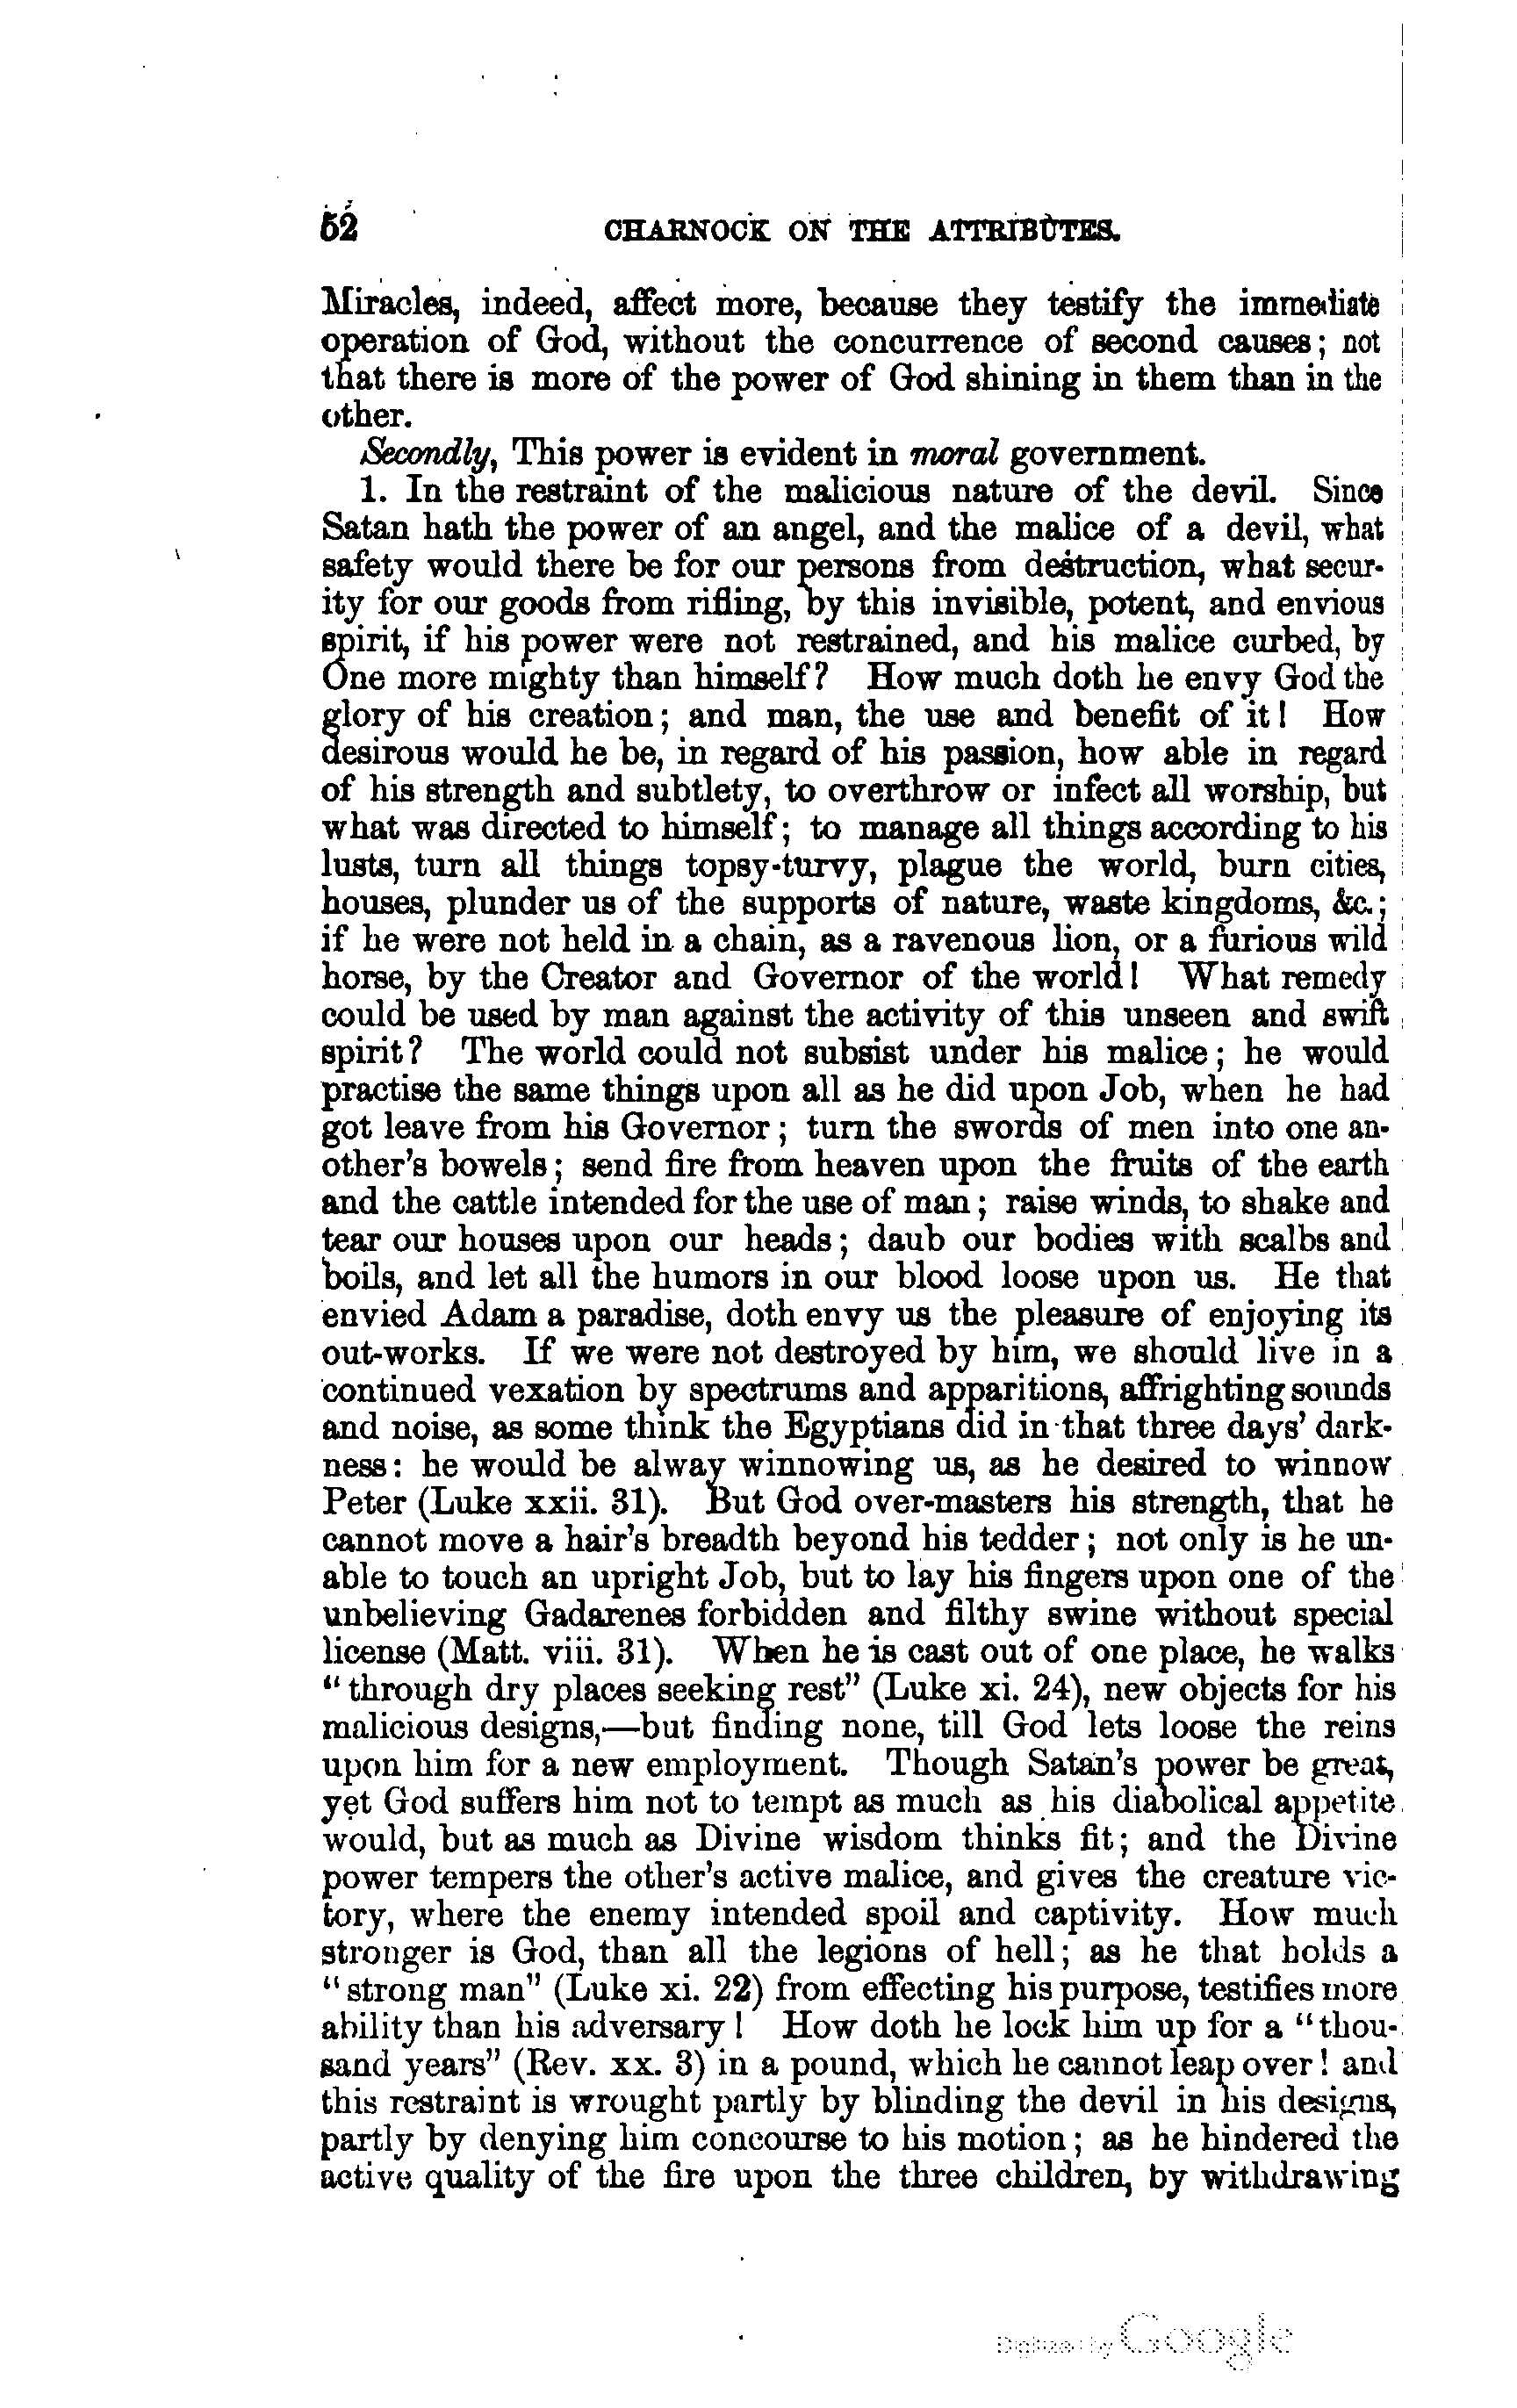 52 CHARNOCK ON THE ATTRIBUTES.
Miracles, indeed, affect more, because they testify the immediate
operation of God, without the concurrence of second causes; not
that there is more of the power of God shining in them than in the
other.
Secondly, This power is evident in moral government.
1. In the restraint of the malicious nature of the devil. Since
Satan hath the power of an angel, and the malice of a devil, what
safety would there be for our persons from destruction, what secur-
ity for our goods from rifling, by this invisible, potent, and envious
spirit, if his power were not restrained, and his malice curbed, by
One more mighty than himself? How much doth he envy God the
glory of his creation; and man, the use and benefit of it! How
desirous would he be, in regard of his passion, how able in regard
of his strength and subtlety, to overthrow or infect all worship, but
what was directed to himself; to manage all things according to his
lusts, turn all things topsy-turvy, plague the world, burn cities,
houses, plunder us of the supports of nature, waste kingdoms, &c.;
if he were not held in a chain, as a ravenous lion, or a furious wild
horse, by the Creator and Governor of the world! What remedy
could be used by man against the activity of this unseen and swift
spirit? The world could not subsist under his malice; he would
practise the same things upon all as he did upon Job, when he had
got leave from his Governor; turn the swords of men into one an-
other's bowels; send fire from heaven upon the fruits of the earth
and the cattle intended for the use of man; raise winds, to shake and
tear our houses upon our heads; daub our bodies with scalbs and
boils, and let all the humors in our blood loose upon us. He that
envied Adam a paradise, doth envy us the pleasure of enjoying its
out-works. If we were not destroyed by him, we should live in a
continued vexation by spectrums and apparitions, affrighting sounds
and noise, as some think the Egyptians did in that three days' dark-
ness: he would be alway winnowing us, as he desired to winnow
Peter (Luke xxii. 31). But God over-masters his strength, that he
cannot move a hair's breadth beyond his tedder; not only is he un-
able to touch an upright Job, but to lay his fingers upon one of the
unbelieving Gadarenes forbidden and filthy swine without special
license (Matt. viii. 31). When he is cast out of one place, he walks
"through dry places seeking rest" (Luke xi. 24), new objects for his
malicious designs,—but finding none, till God lets loose the reins
upon him for a new employment. Though Satan's power be great,
yet God suffers him not to tempt as much as his diabolical appetite
would, but as much as Divine wisdom thinks fit; and the Divine
power tempers the other's active malice, and gives the creature vic-
tory, where the enemy intended spoil and captivity. How much
stronger is God, than all the legions of hell; as he that holds a
"strong man" (Luke xi. 22) from effecting his purpose, testifies more
ability than his adversary! How doth he lock him up for a "thou-
sand years" (Rev. xx. 3) in a pound, which he cannot leap over! and
this restraint is wrought partly by blinding the devil in his designs,
partly by denying him concourse to his motion; as he hindered the
active quality of the fire upon the three children, by withdrawing
Digitized by Google